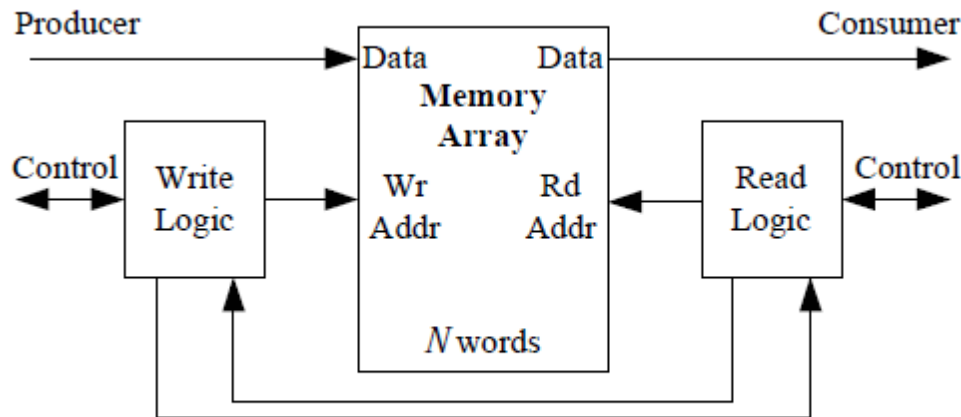 Producer
Consumer
Data
Data
Memory
Array
Control
Write
Logic
Wr
Addr
Rd
Addr
Read
Logic
Control
N words